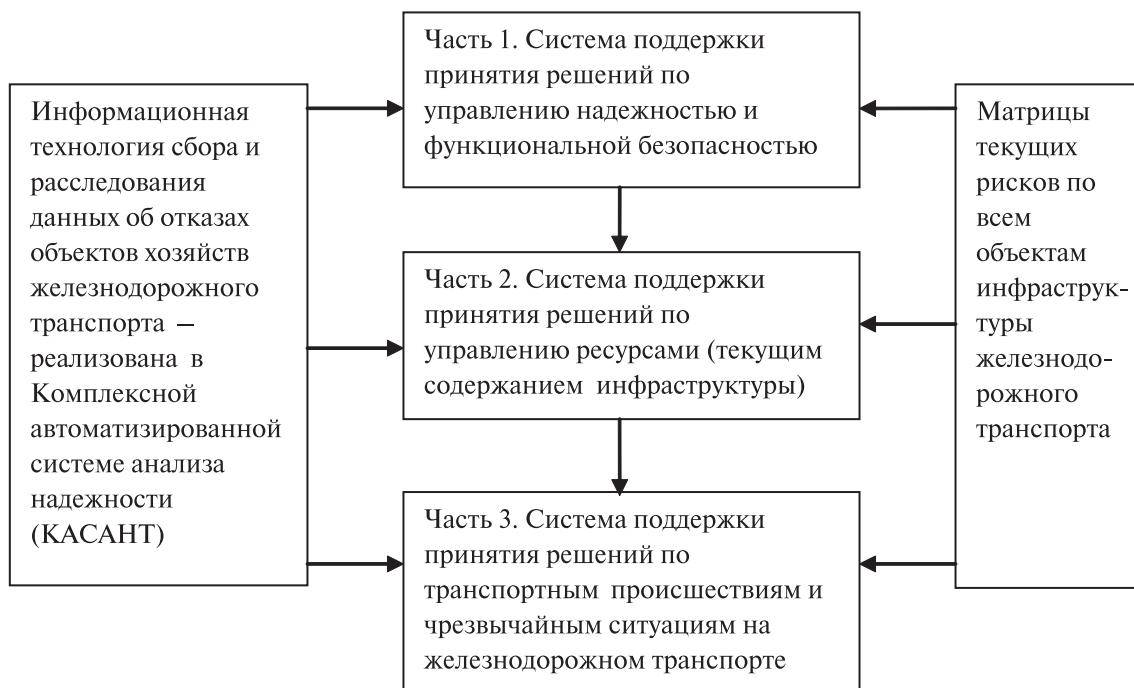 Информационная
технология сбора и
расследования
данных об отказах
объектов хозяйств
железнодорожного
транспорта –
реализована в
Комплексной
автоматизированной
системе анализа
надежности
(КАСАНТ)
Часть 1. Система поддержки
принятия решений по
управлению надежностью и
функциональной безопасностью
Часть 2. Система поддержки
принятия решений по
управлению ресурсами (текущим
содержанием инфраструктуры)
Часть 3. Система поддержки
принятия решений по
транспортным происшествиям и
чрезвычайным ситуациям на
железнодорожном транспорте
Матрицы
текущих
рисков по
всем
объектам
инфраструк-
туры
железнодо-
рожного
транспорта